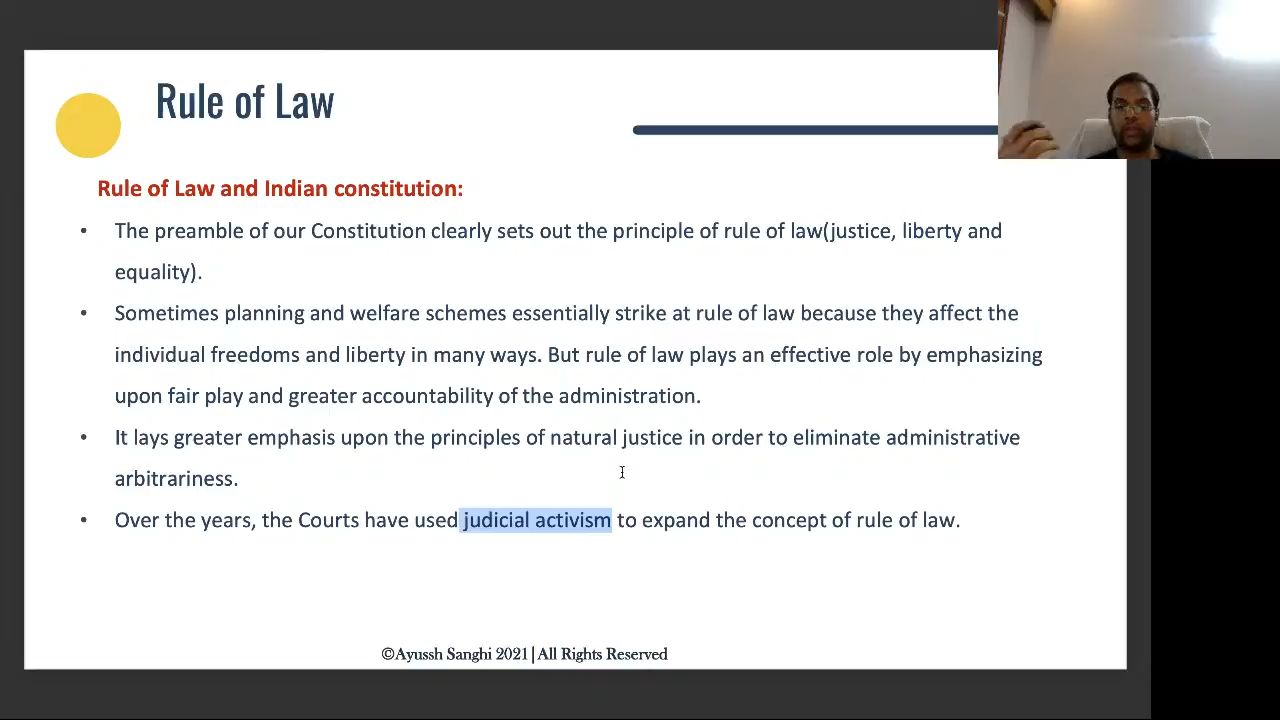 Rule of Law
Rule of Law and Indian constitution:
• The preamble of our Constitution clearly sets out the principle of rule of law(justice, liberty and
equality).
• Sometimes planning and welfare schemes essentially strike at rule of law because they affect the
individual freedoms and liberty in many ways. But rule of law plays an effective role by emphasizing
upon fair play and greater accountability of the administration.
• It lays greater emphasis upon the principles of natural justice in order to eliminate administrative
arbitrariness.
• Over the years, the Courts have used judicial activism to expand the concept of rule of law.
©Ayussh Sanghi 2021|All Rights Reserved